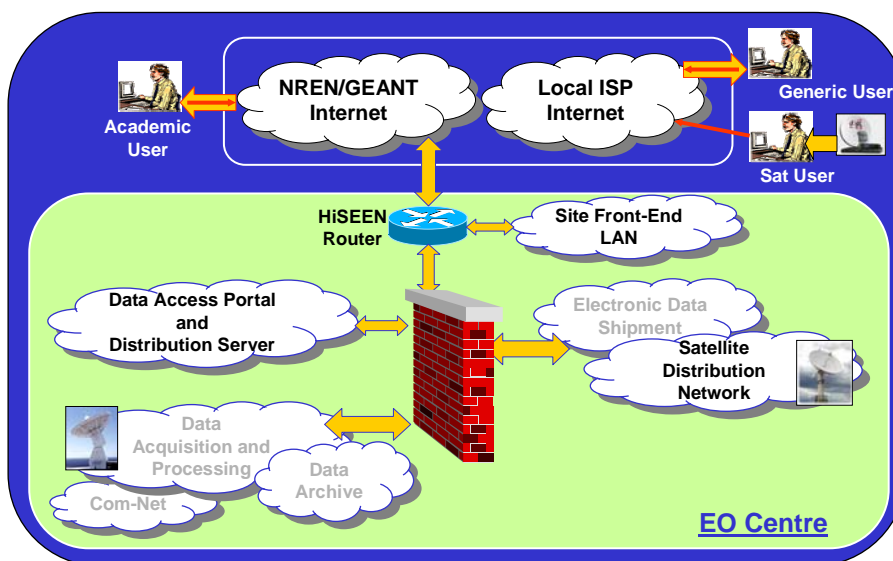 NREN/GEANT
Internet
Local ISP
Internet
Academic
User
Generic User
Sat User
HiSEEN
Router
Site Front-End
LAN
Data Access Portal
and
Distribution Server
Electronic Data
Shipment
Satellite
Distribution
Network
Data
Acquisition and
Processing
Data
Archive
Com-Net
EO Centre